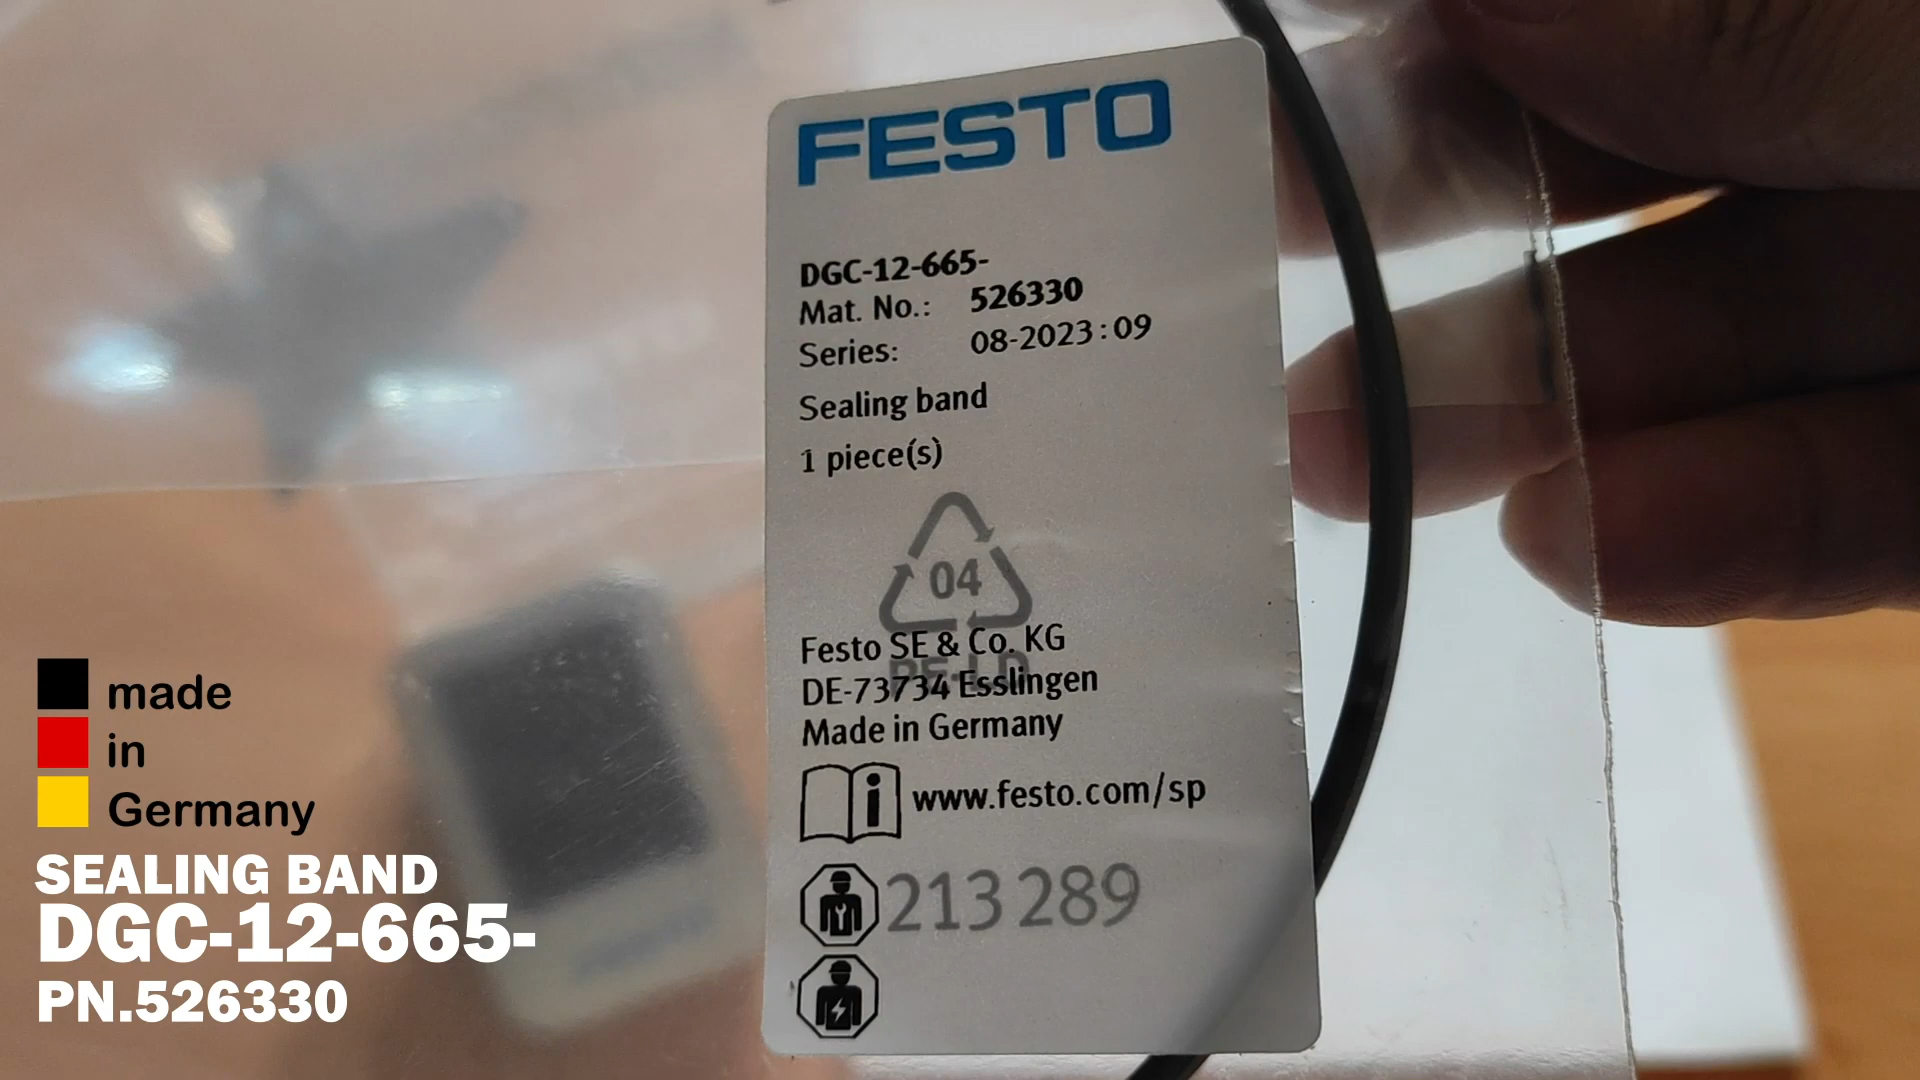 FESTO
DGC-12-665-
Mat. No.: 526330
Series: 08-2023:09
Sealing band
1 piece(s)
04
PE-LD
Festo SE & Co. KG
DE-73734 Esslingen
Made in Germany
www.festo.com/sp
213 289
made
in
Germany
SEALING BAND
DGC-12-665-
PN.526330